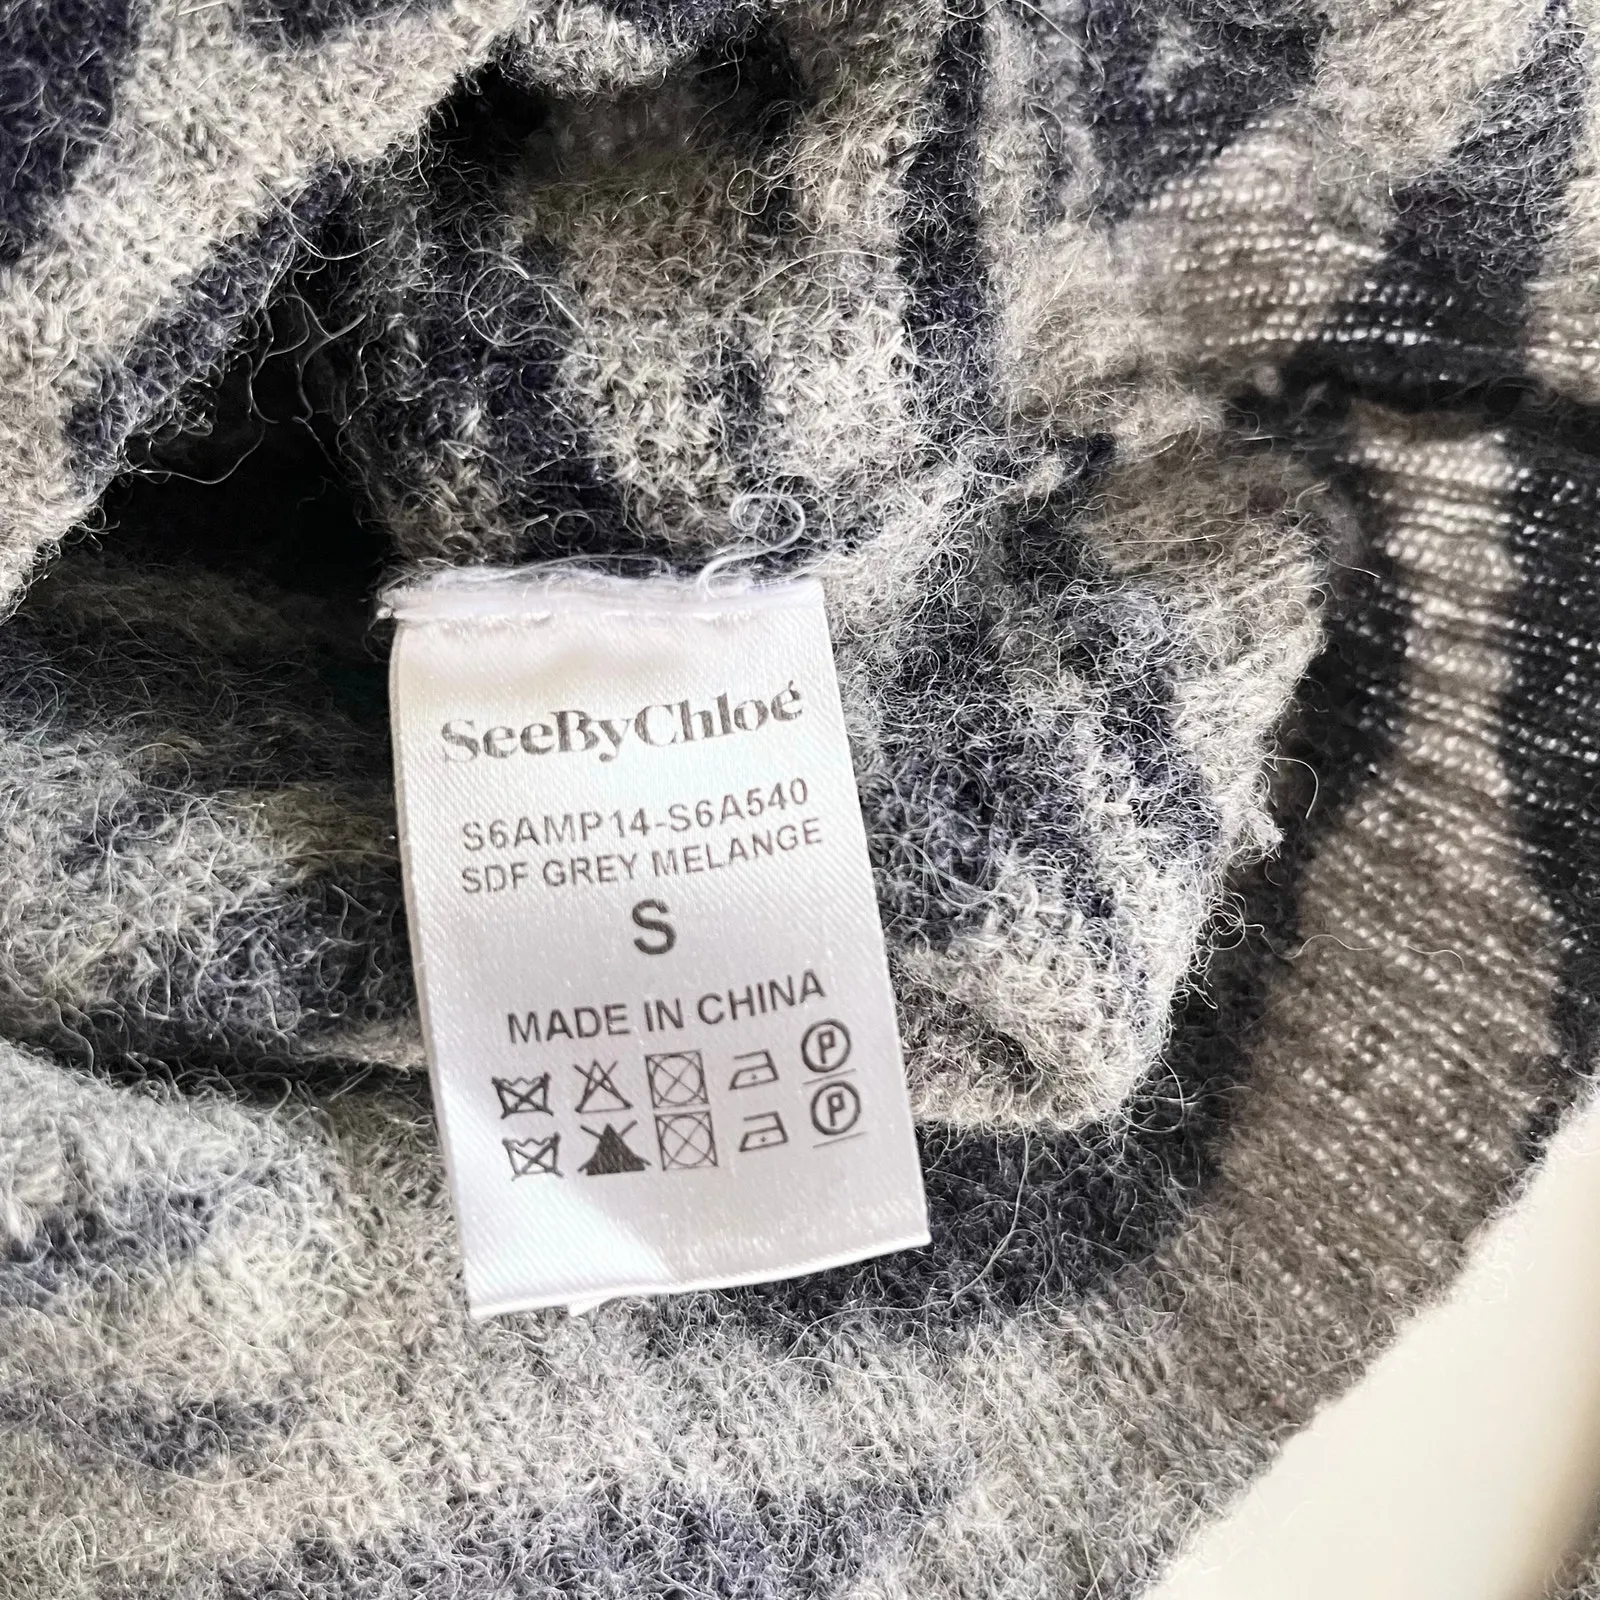 SeeByChloé
S6AMP14-S6A540
SDF GREY MELANGE
S
MADE IN CHINA
P
P